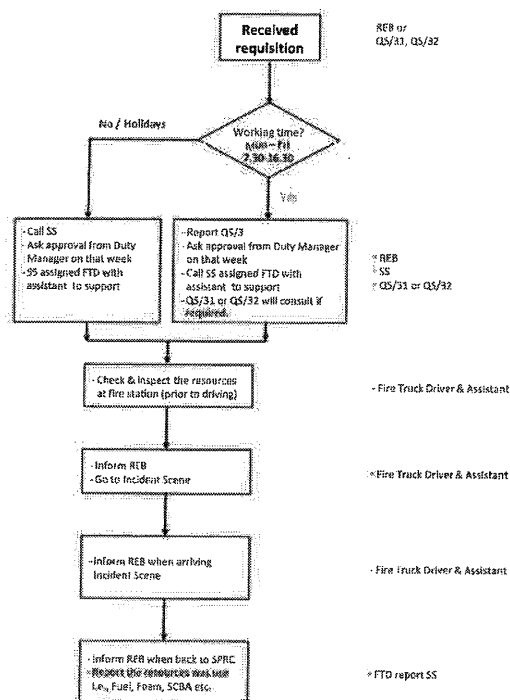 Received
requisition
REB or
QS/31, QS/32
No / Holidays
Working time?
Mon – Fri
7.30-16.30
Yes
- Call SS
- Ask approval from Duty
Manager on that week
- SS assigned FTD with
assistant to support
- Report QS/3
- Ask approval from Duty Manager
on that week
- Call SS assigned FTD with
assistant to support
- QS/31 or QS/32 will consult if
required.
- REB
- SS
- QS/31 or QS/32
- Check & Inspect the resources
at fire station (prior to driving)
- Fire Truck Driver & Assistant
- Inform REB
- Go to Incident Scene
- Fire Truck Driver & Assistant
- Inform REB when arriving
Incident Scene
- Fire Truck Driver & Assistant
- Inform REB when back to SPRC
- Report the resources was use
i.e., Fuel, Foam, SCBA etc.
- FTD report SS